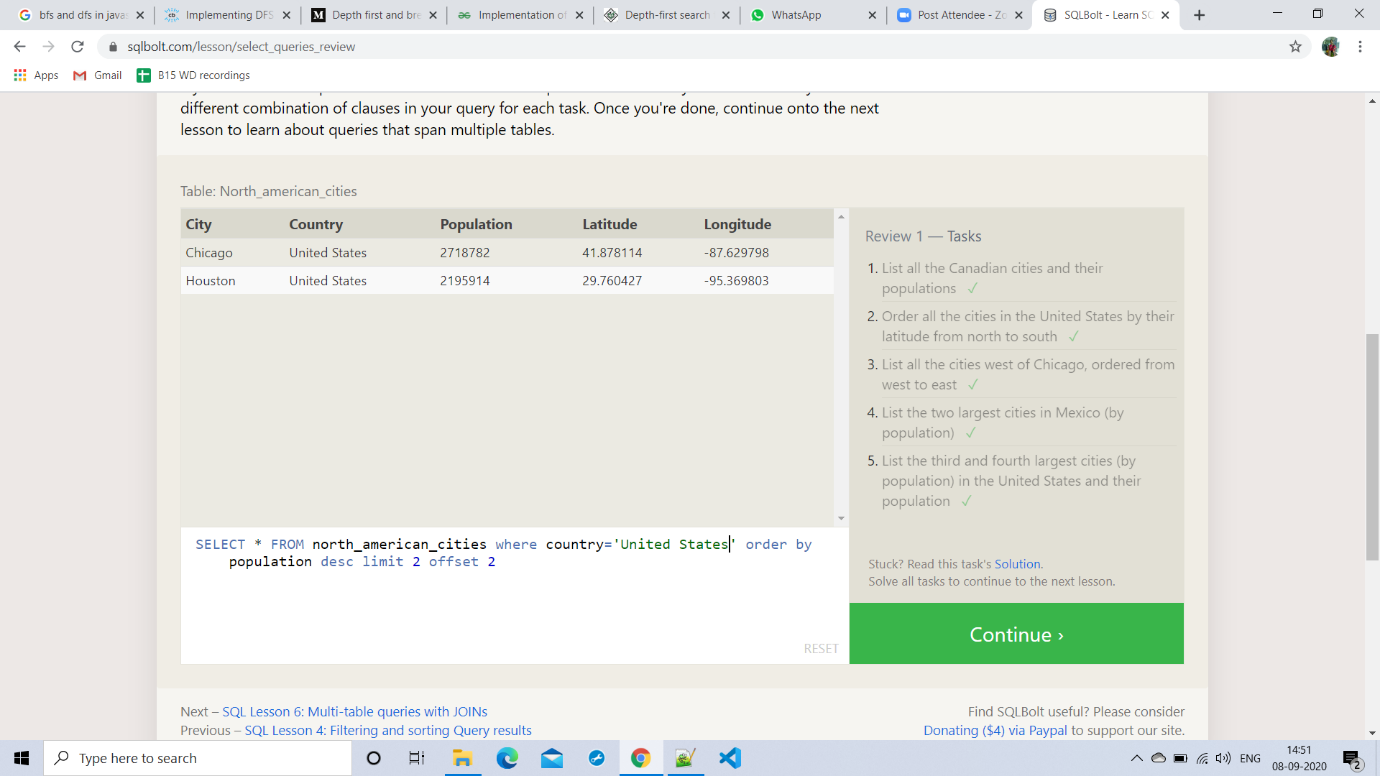 bfs and dfs in javas
Implementing DFS
Depth first and bre
Implementation of
Depth-first search
WhatsApp
Post Attendee - Zo
SQLBolt - Learn SQ
sqlbolt.com/lesson/select_queries_review
Apps
Gmail
B15 WD recordings
different combination of clauses in your query for each task. Once you're done, continue onto the next
lesson to learn about queries that span multiple tables.
Table: North_american_cities
City Country Population Latitude Longitude
Chicago United States 2718782 41.878114 -87.629798
Houston United States 2195914 29.760427 -95.369803
Review 1 — Tasks
1. List all the Canadian cities and their
populations ✓
2. Order all the cities in the United States by their
latitude from north to south ✓
3. List all the cities west of Chicago, ordered from
west to east ✓
4. List the two largest cities in Mexico (by
population) ✓
5. List the third and fourth largest cities (by
population) in the United States and their
population ✓
SELECT * FROM north_american_cities where country='United States' order by
population desc limit 2 offset 2
RESET
Stuck? Read this task's Solution.
Solve all tasks to continue to the next lesson.
Continue ›
Next – SQL Lesson 6: Multi-table queries with JOINs
Previous – SQL Lesson 4: Filtering and sorting Query results
Find SQLBolt useful? Please consider
Donating ($4) via Paypal to support our site.
Type here to search
ENG
14:51
08-09-2020
2